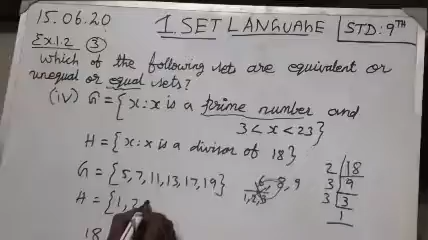 15.06.20
1. SET LANGUAGE
STD: 9TH
Ex 1.2 (3)
Which of the following sets are equivalent or
unequal or equal sets?
(iv) G = {x : x is a prime number and
3 < x < 23}
H = {x : x is a divisor of 18}
G = {5, 7, 11, 13, 17, 19}
H = {1, 2
18
6, 9
1, 2, 3
2 | 18
3 | 9
3 | 3
1